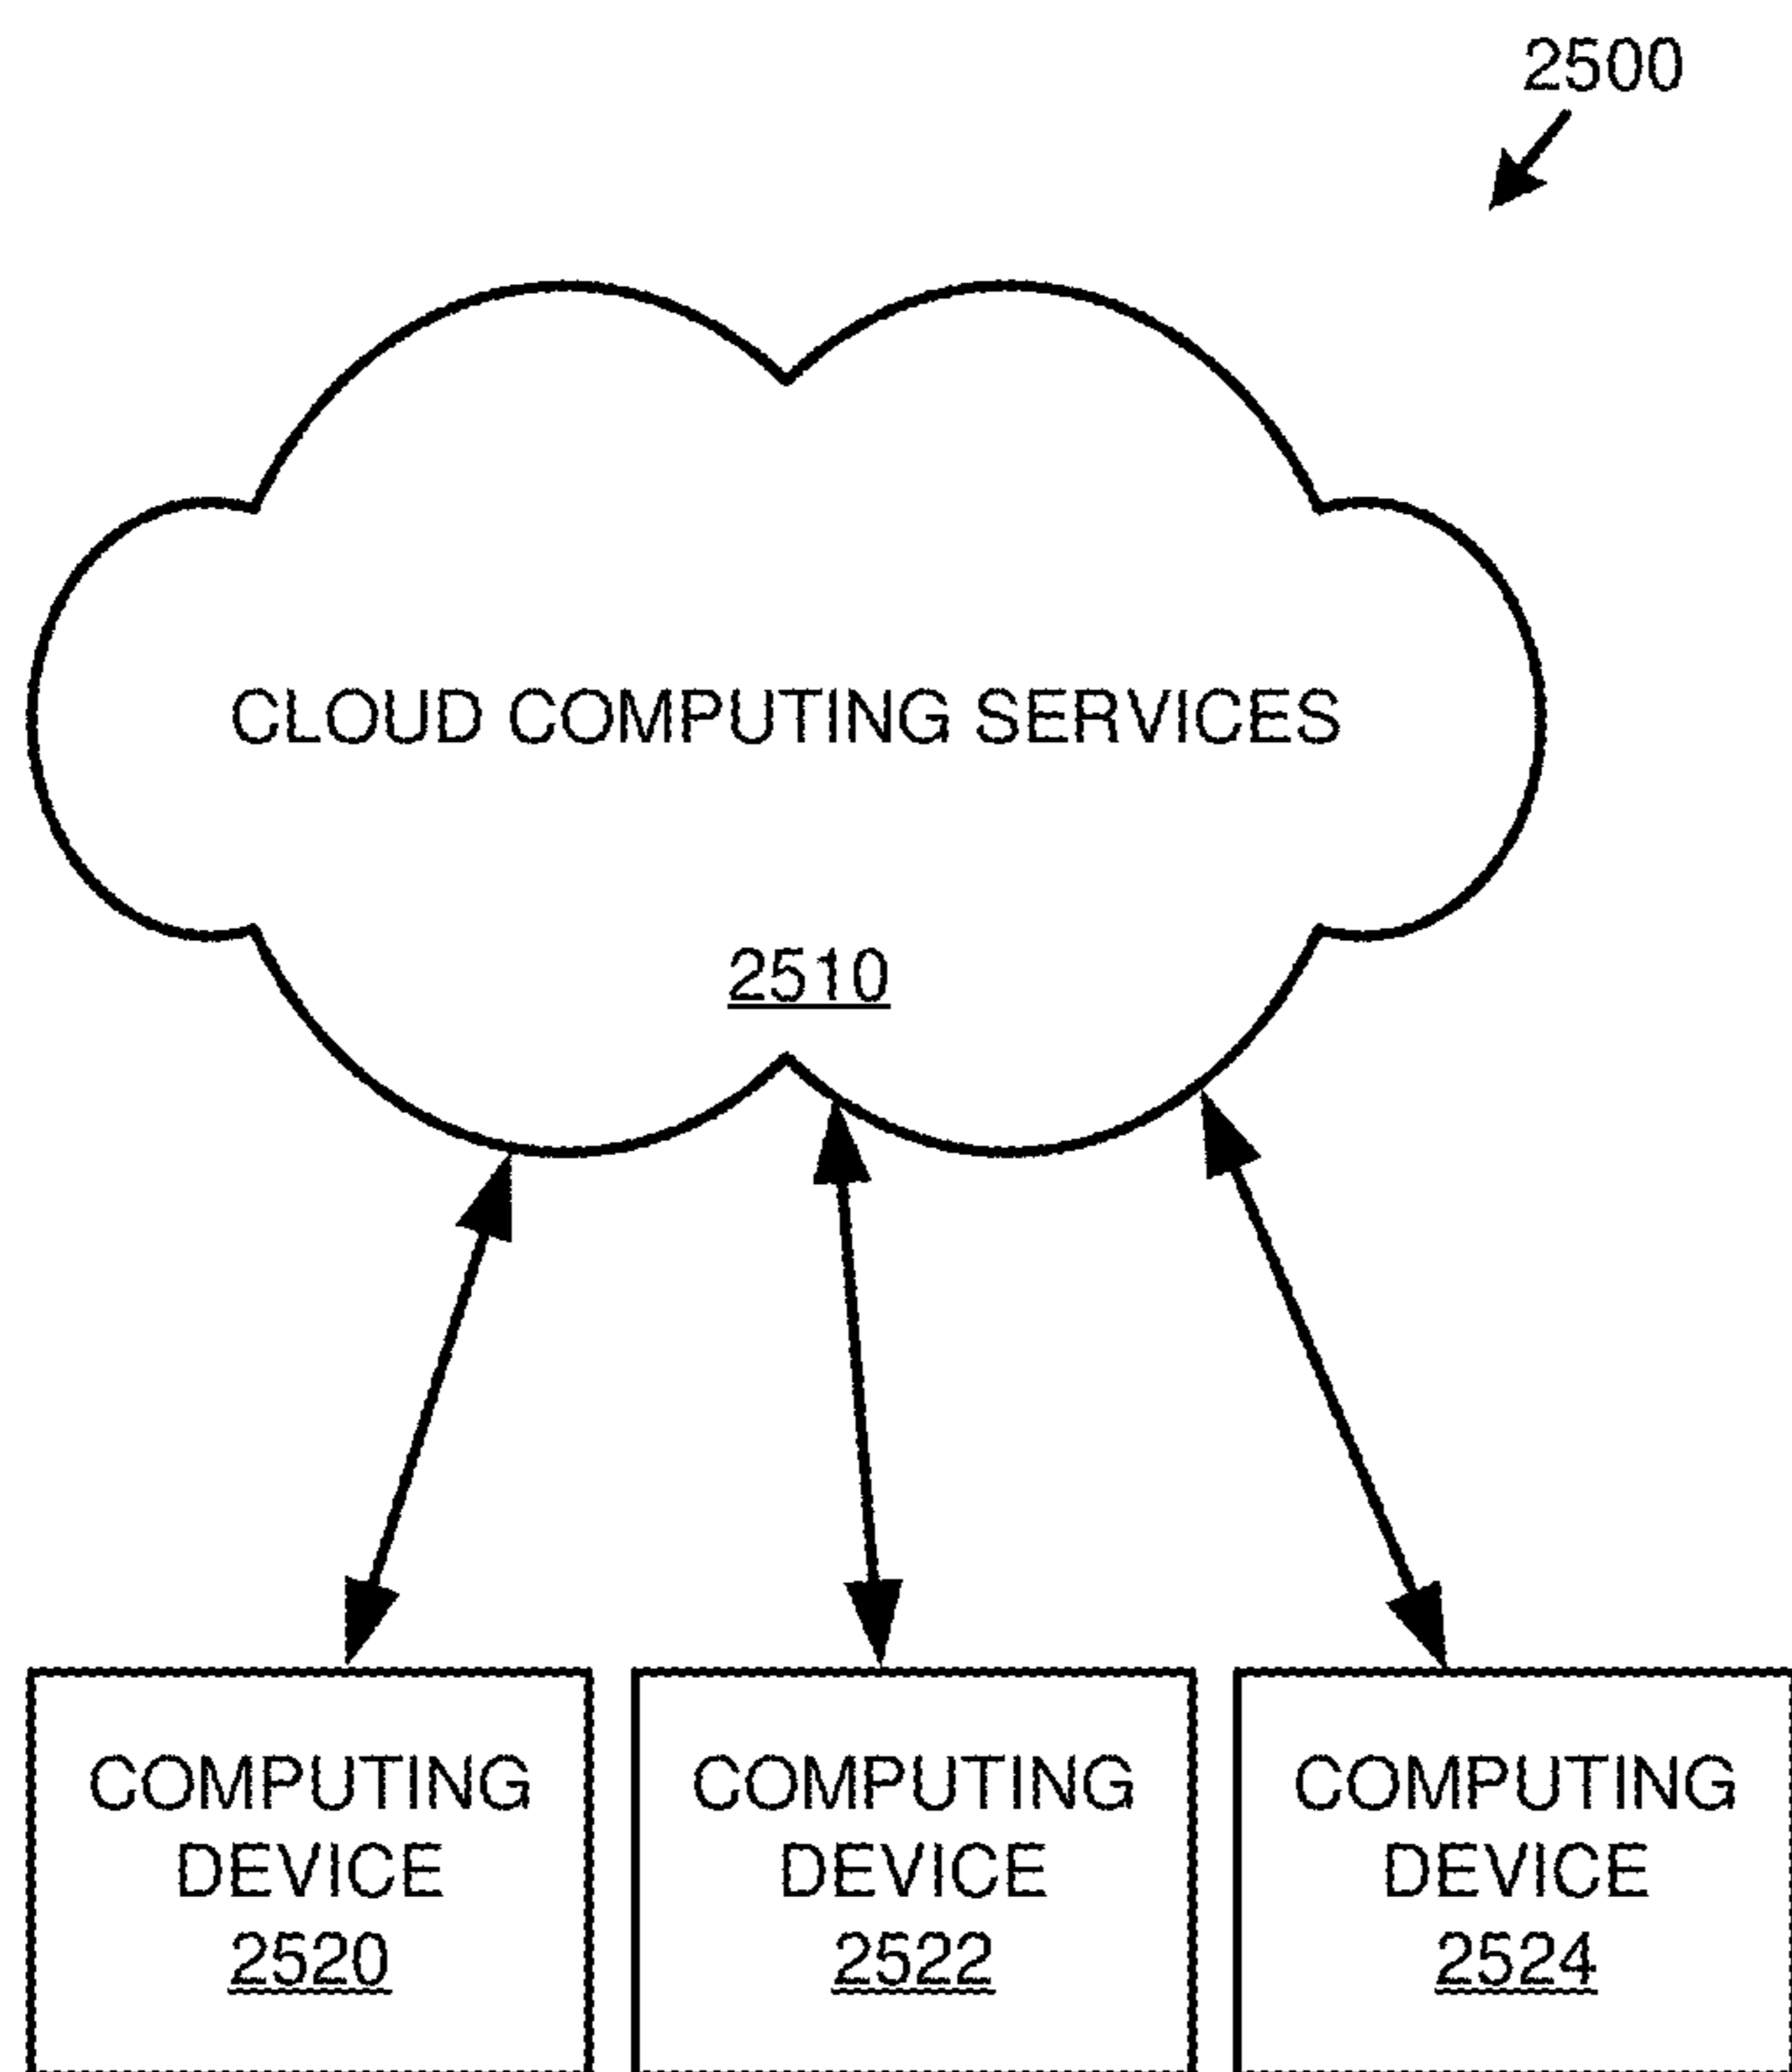 2500
CLOUD COMPUTING SERVICES
2510
COMPUTING
DEVICE
2520
COMPUTING
DEVICE
2522
COMPUTING
DEVICE
2524